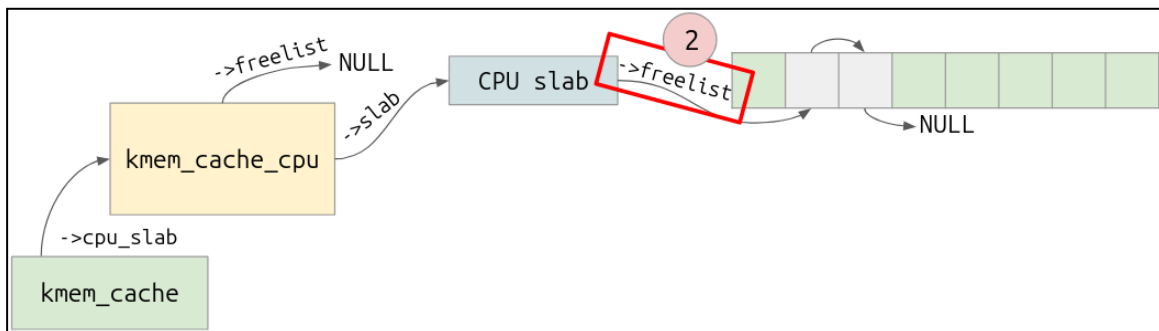 ->freelist
NULL
->slab
kmem_cache_cpu
->cpu_slab
kmem_cache
CPU slab
2
->freelist
NULL